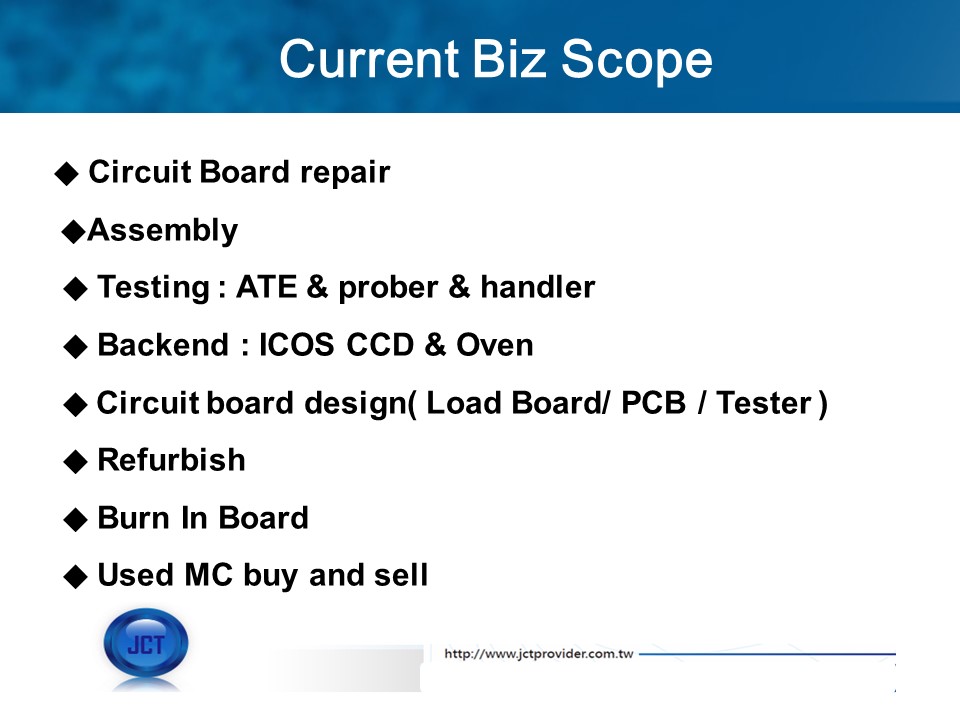 Current Biz Scope
◆ Circuit Board repair
◆Assembly
◆ Testing : ATE & prober & handler
◆ Backend : ICOS CCD & Oven
◆ Circuit board design( Load Board/ PCB / Tester )
◆ Refurbish
◆ Burn In Board
◆ Used MC buy and sell
JCT
http://www.jctprovider.com.tw